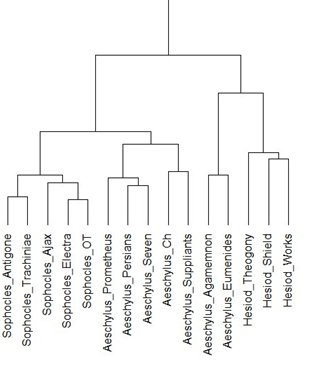 Sophocles_Antigone
Sophocles_Trachiniae
Sophocles_Ajax
Sophocles_Electra
Sophocles_OT
Aeschylus_Prometheus
Aeschylus_Persians
Aeschylus_Seven
Aeschylus_Ch
Aeschylus_Suppliants
Aeschylus_Agamemnon
Aeschylus_Eumenides
Hesiod_Theogony
Hesiod_Shield
Hesiod_Works